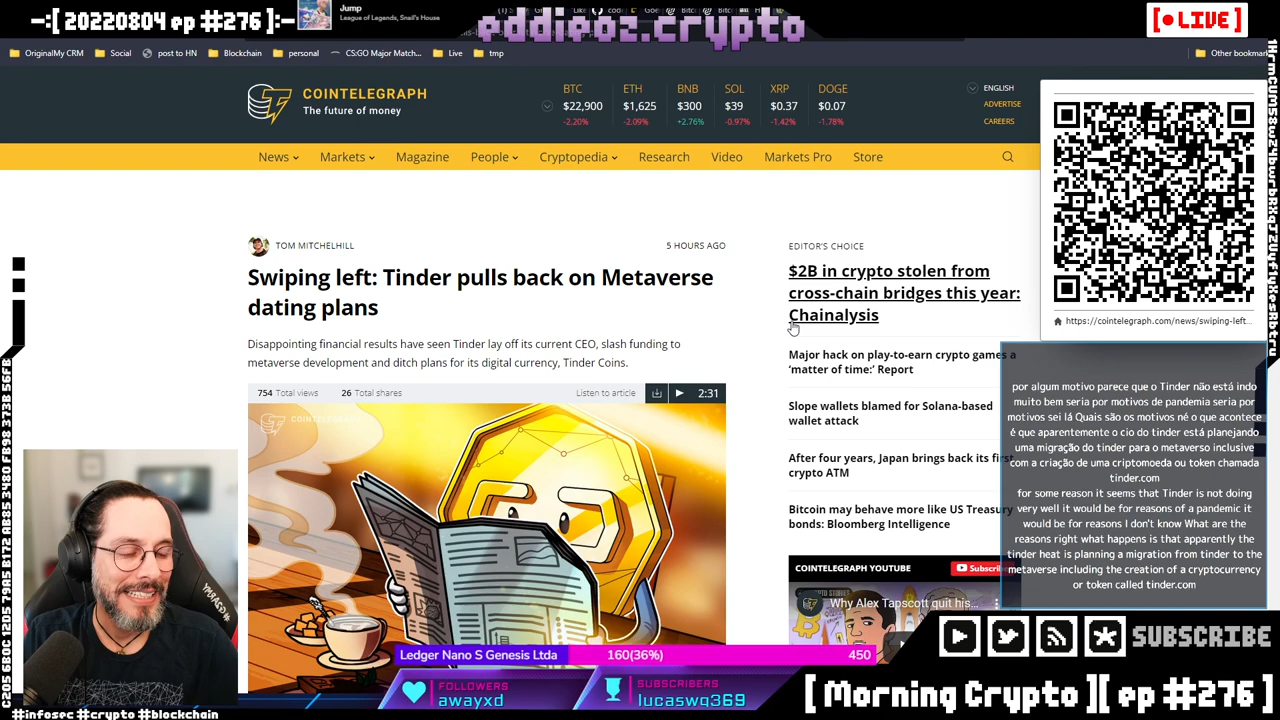 -:[ 20220804 ep #276 ]:-
Jump
League of Legends, Snail's House
eddieoz.crypto
[● LIVE]
OriginalMy CRM
Social
post to HN
Blockchain
personal
CS:GO Major Match...
Live
tmp
Other bookmar
COINTELEGRAPH
The future of money
BTC ETH BNB SOL XRP DOGE
$22,900 $1,625 $300 $39 $0.37 $0.07
-2.20% -2.09% +2.76% -0.97% -1.42% -1.78%
ENGLISH
ADVERTISE
CAREERS
News Markets Magazine People Cryptopedia Research Video Markets Pro Store
TOM MITCHELHILL
5 HOURS AGO
Swiping left: Tinder pulls back on Metaverse
dating plans
Disappointing financial results have seen Tinder lay off its current CEO, slash funding to
metaverse development and ditch plans for its digital currency, Tinder Coins.
754 Total views 26 Total shares
Listen to article
2:31
COINTELEGRAPH
EDITOR'S CHOICE
$2B in crypto stolen from
cross-chain bridges this year:
Chainalysis
Major hack on play-to-earn crypto games a
'matter of time:' Report
Slope wallets blamed for Solana-based
wallet attack
After four years, Japan brings back its first
crypto ATM
Bitcoin may behave more like US Treasury
bonds: Bloomberg Intelligence
COINTELEGRAPH YOUTUBE
Subscribe
Why Alex Tapscott quit his...
https://cointelegraph.com/news/swiping-left...
por algum motivo parece que o Tinder não está indo
muito bem seria por motivos de pandemia seria por
motivos sei lá Quais são os motivos né o que acontece
é que aparentemente o cio do tinder está planejando
uma migração do tinder para o metaverso inclusive
com a criação de uma criptomoeda ou token chamada
tinder.com
for some reason it seems that Tinder is not doing
very well it would be for reasons of a pandemic it
would be for reasons I don't know What are the
reasons right what happens is that apparently the
tinder heat is planning a migration from tinder to the
metaverse including the creation of a cryptocurrency
or token called tinder.com
Ledger Nano S Genesis Ltda
160(36%)
450
FOLLOWERS
awayxd
SUBSCRIBERS
lucaswq369
SUBSCRIBE
[ Morning Crypto ][ ep #276 ]
#infosec #crypto #blockchain